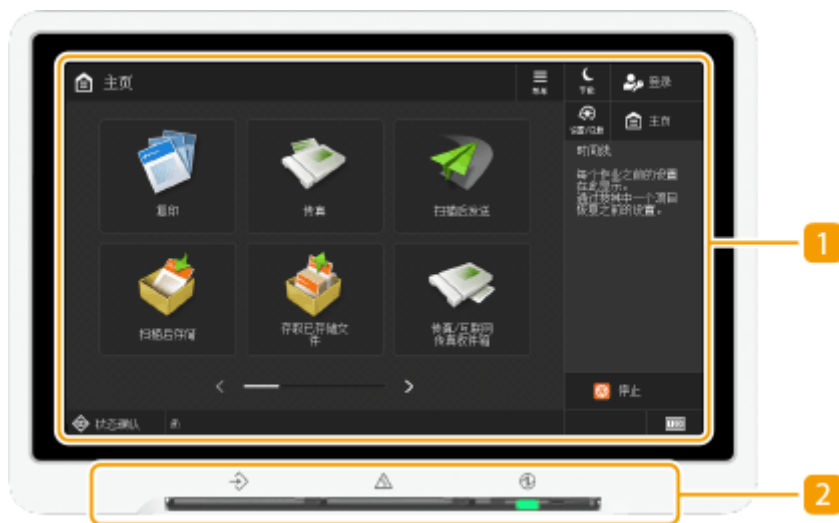 主页
登录
节能
设置/注册
主页
时间线
每个作业之前的设置
在此显示。
通过按其中一个项目
恢复之前的设置。
复印
传真
扫描后发送
扫描后存储
存取已存储文
件
传真/互联网
传真收件箱
停止
状态确认
1
2